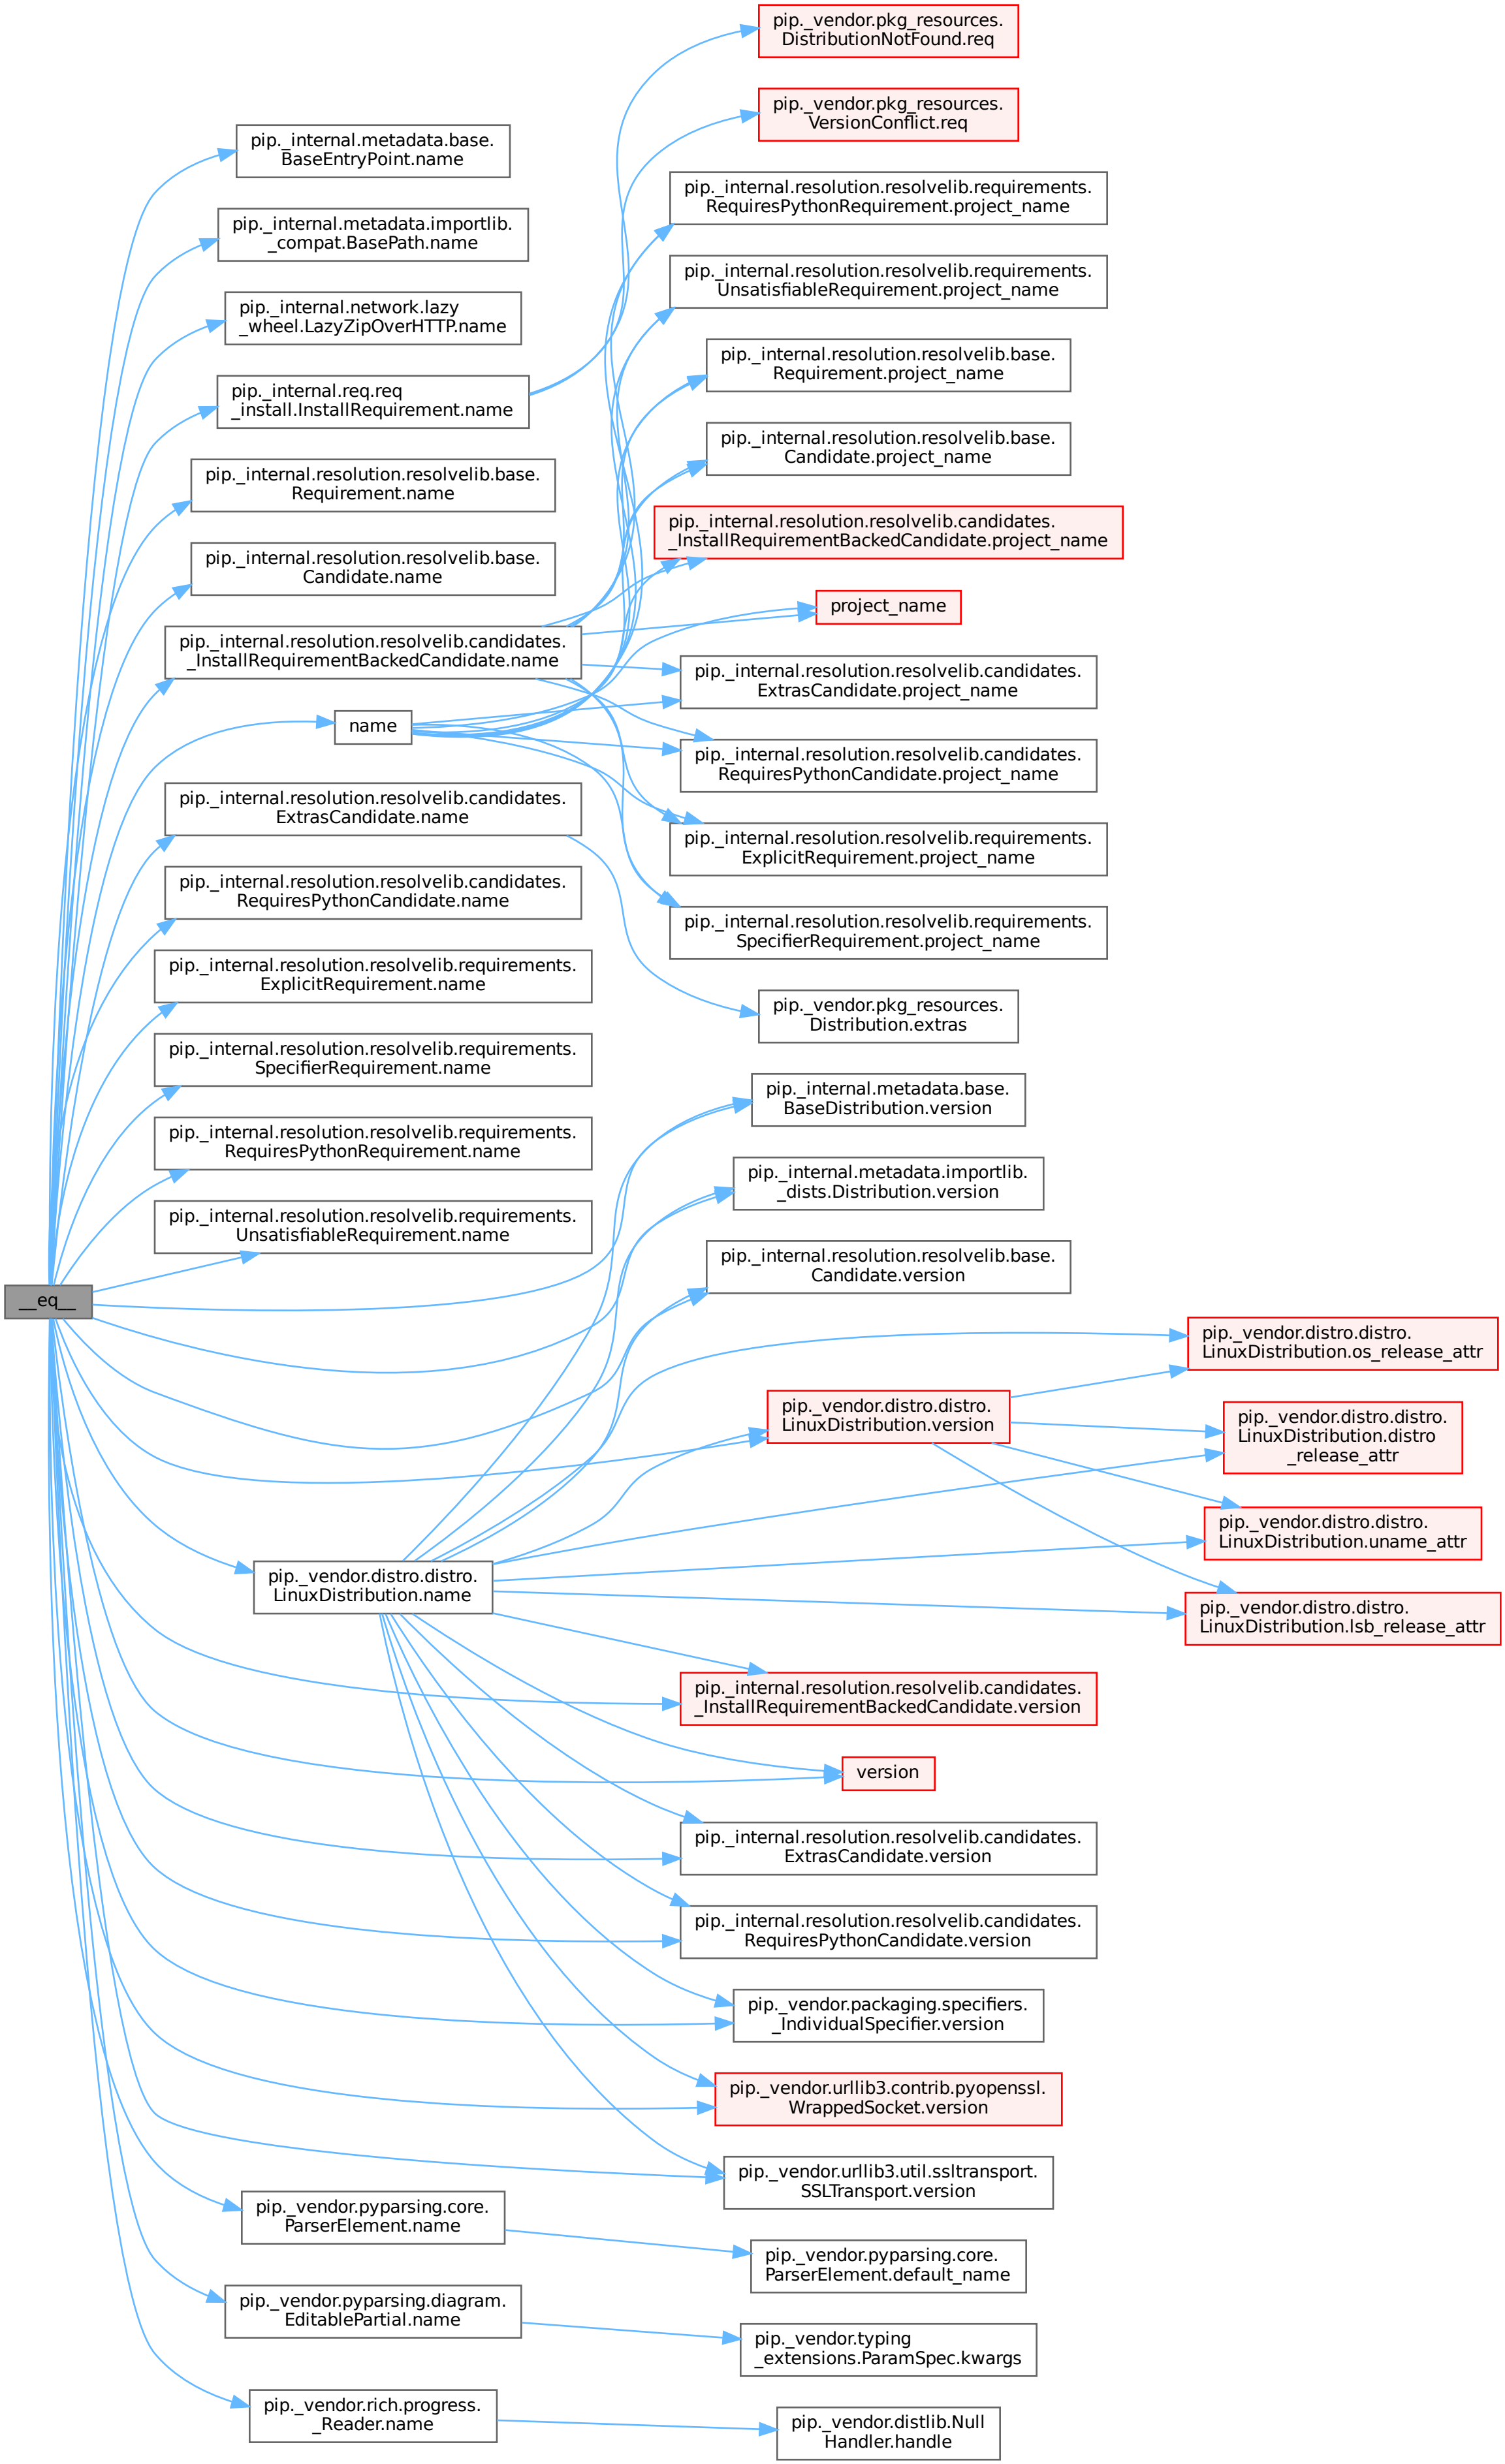 pip._vendor.pkg_resources.
DistributionNotFound.req
pip._vendor.pkg_resources.
VersionConflict.req
pip._internal.metadata.base.
BaseEntryPoint.name
pip._internal.resolution.resolvelib.requirements.
RequiresPythonRequirement.project_name
pip._internal.metadata.importlib.
_compat.BasePath.name
pip._internal.resolution.resolvelib.requirements.
UnsatisfiableRequirement.project_name
pip._internal.network.lazy
_wheel.LazyZipOverHTTP.name
pip._internal.resolution.resolvelib.base.
Requirement.project_name
pip._internal.req.req
_install.InstallRequirement.name
pip._internal.resolution.resolvelib.base.
Candidate.project_name
pip._internal.resolution.resolvelib.base.
Requirement.name
pip._internal.resolution.resolvelib.candidates.
_InstallRequirementBackedCandidate.project_name
pip._internal.resolution.resolvelib.base.
Candidate.name
project_name
pip._internal.resolution.resolvelib.candidates.
_InstallRequirementBackedCandidate.name
pip._internal.resolution.resolvelib.candidates.
ExtrasCandidate.project_name
name
pip._internal.resolution.resolvelib.candidates.
RequiresPythonCandidate.project_name
pip._internal.resolution.resolvelib.candidates.
ExtrasCandidate.name
pip._internal.resolution.resolvelib.requirements.
ExplicitRequirement.project_name
pip._internal.resolution.resolvelib.candidates.
RequiresPythonCandidate.name
pip._internal.resolution.resolvelib.requirements.
SpecifierRequirement.project_name
pip._internal.resolution.resolvelib.requirements.
ExplicitRequirement.name
pip._vendor.pkg_resources.
Distribution.extras
pip._internal.resolution.resolvelib.requirements.
SpecifierRequirement.name
pip._internal.metadata.base.
BaseDistribution.version
pip._internal.resolution.resolvelib.requirements.
RequiresPythonRequirement.name
pip._internal.metadata.importlib.
_dists.Distribution.version
pip._internal.resolution.resolvelib.requirements.
UnsatisfiableRequirement.name
pip._internal.resolution.resolvelib.base.
Candidate.version
__eq__
pip._vendor.distro.distro.
LinuxDistribution.os_release_attr
pip._vendor.distro.distro.
LinuxDistribution.version
pip._vendor.distro.distro.
LinuxDistribution.distro
_release_attr
pip._vendor.distro.distro.
LinuxDistribution.uname_attr
pip._vendor.distro.distro.
LinuxDistribution.name
pip._vendor.distro.distro.
LinuxDistribution.lsb_release_attr
pip._internal.resolution.resolvelib.candidates.
_InstallRequirementBackedCandidate.version
version
pip._internal.resolution.resolvelib.candidates.
ExtrasCandidate.version
pip._internal.resolution.resolvelib.candidates.
RequiresPythonCandidate.version
pip._vendor.packaging.specifiers.
_IndividualSpecifier.version
pip._vendor.urllib3.contrib.pyopenssl.
WrappedSocket.version
pip._vendor.urllib3.util.ssltransport.
SSLTransport.version
pip._vendor.pyparsing.core.
ParserElement.name
pip._vendor.pyparsing.core.
ParserElement.default_name
pip._vendor.pyparsing.diagram.
EditablePartial.name
pip._vendor.typing
_extensions.ParamSpec.kwargs
pip._vendor.rich.progress.
_Reader.name
pip._vendor.distlib.Null
Handler.handle